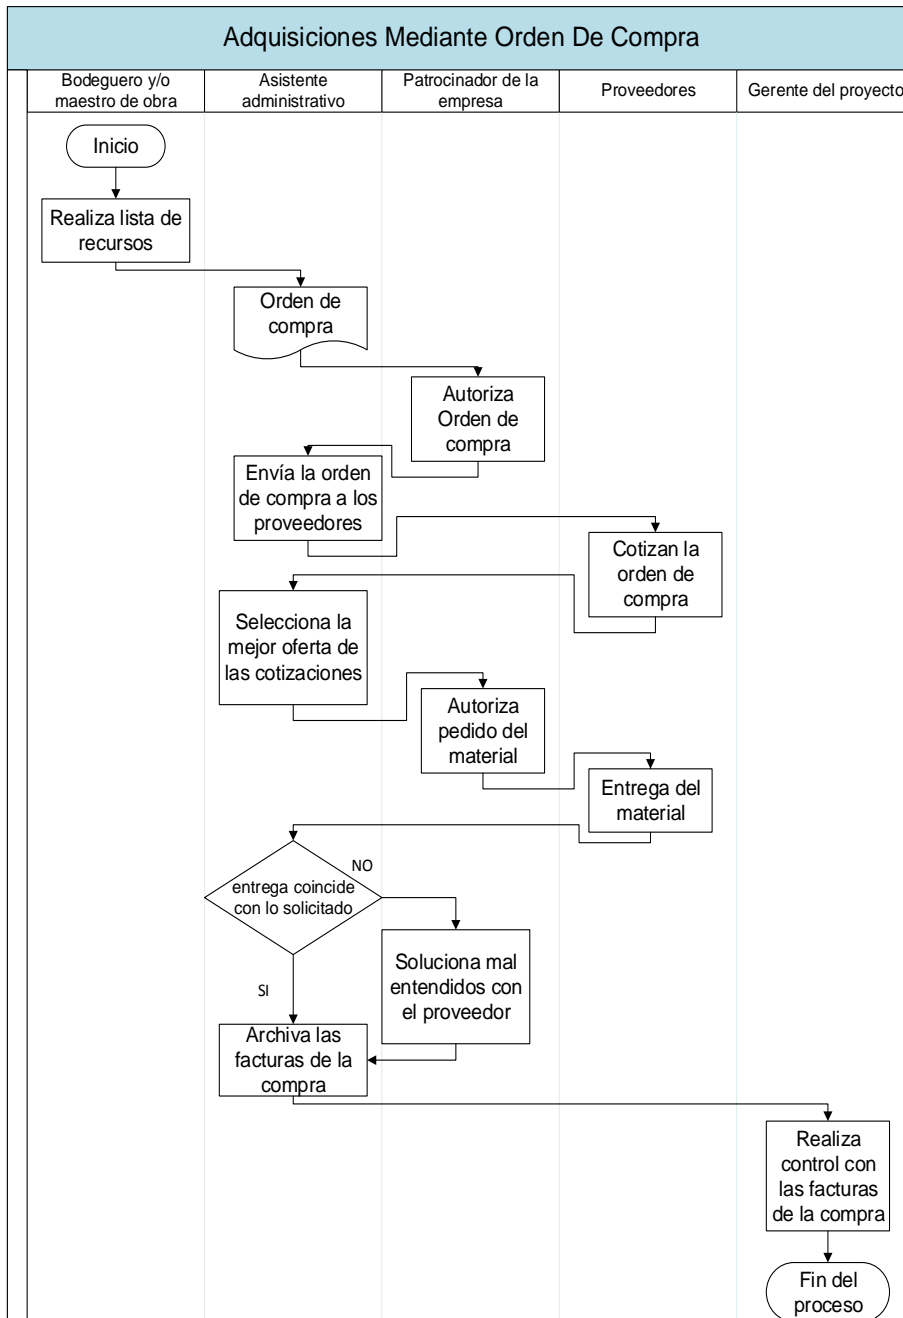 Adquisiciones Mediante Orden De Compra
Bodeguero y/o
maestro de obra
Asistente
administrativo
Patrocinador de la
empresa
Proveedores
Gerente del proyecto
Inicio
Realiza lista de
recursos
Orden de
compra
Autoriza
Orden de
compra
Envía la orden
de compra a los
proveedores
Cotizan la
orden de
compra
Selecciona la
mejor oferta de
las cotizaciones
Autoriza
pedido del
material
Entrega del
material
NO
entrega coincide
con lo solicitado
Soluciona mal
entendidos con
el proveedor
SI
Archiva las
facturas de la
compra
Realiza
control con
las facturas
de la compra
Fin del
proceso